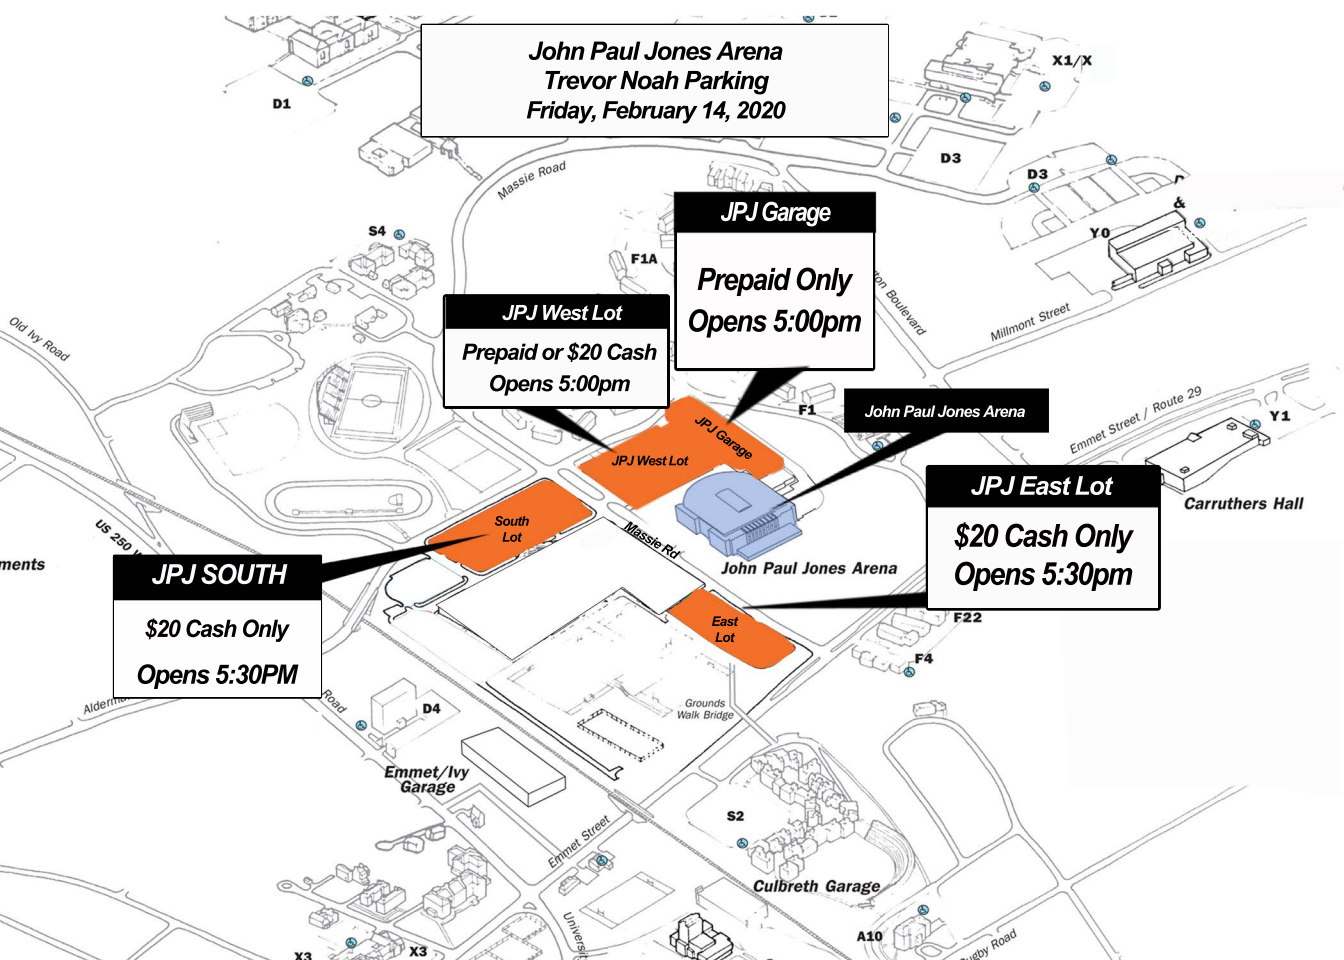 John Paul Jones Arena
Trevor Noah Parking
Friday, February 14, 2020
D1
X1/X
D3
D3
&
Y0
Massie Road
S4
F1A
JPJ Garage
Prepaid Only
Opens 5:00pm
Boulevard
Millmont Street
Old Ivy Road
JPJ West Lot
Prepaid or $20 Cash
Opens 5:00pm
F1
John Paul Jones Arena
Emmet Street / Route 29
Y1
Carruthers Hall
JPJ Garage
JPJ West Lot
JPJ East Lot
$20 Cash Only
Opens 5:30pm
South
Lot
Massie Rd
John Paul Jones Arena
US 250
JPJ SOUTH
$20 Cash Only
Opens 5:30PM
East
Lot
F22
F4
Road
D4
Grounds
Walk Bridge
Emmet/Ivy
Garage
Emmet Street
S2
Culbreth Garage
A10
Rugby Road
X3
X3